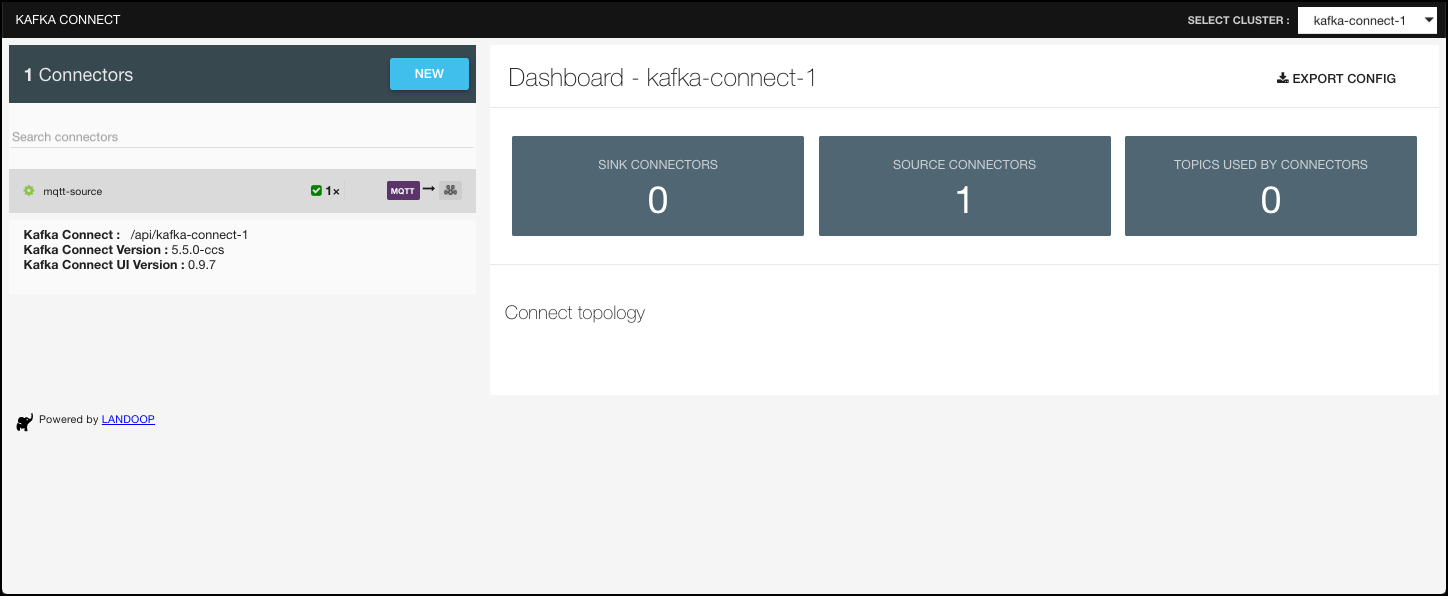 KAFKA CONNECT
SELECT CLUSTER :
kafka-connect-1
1 Connectors
NEW
Search connectors
mqtt-source
1×
MQTT
Kafka Connect : /api/kafka-connect-1
Kafka Connect Version : 5.5.0-ccs
Kafka Connect UI Version : 0.9.7
Powered by LANDOOP
Dashboard - kafka-connect-1
EXPORT CONFIG
SINK CONNECTORS
0
SOURCE CONNECTORS
1
TOPICS USED BY CONNECTORS
0
Connect topology